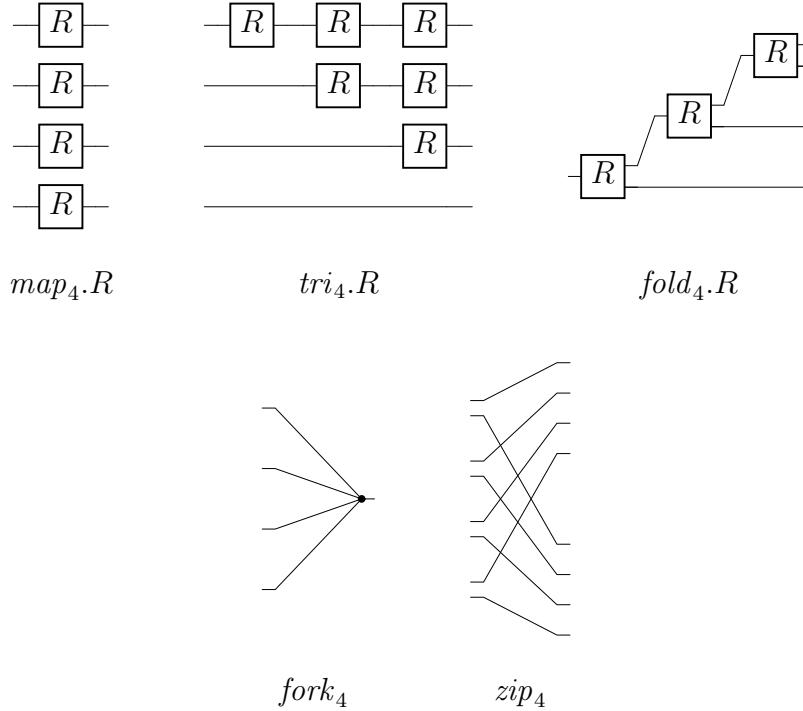 R R R R R
R R R R
R R R
R
map₄.R tri₄.R fold₄.R
fork₄ zip₄